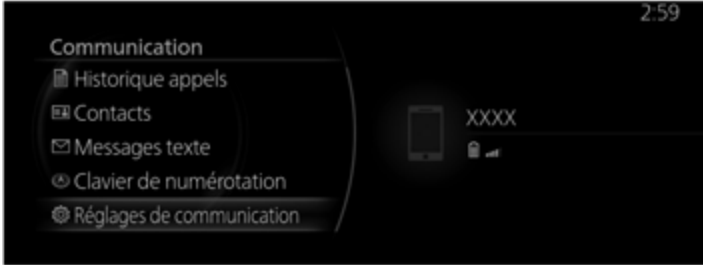 2:59
Communication
Historique appels
Contacts
Messages texte
Clavier de numérotation
Réglages de communication
XXXX